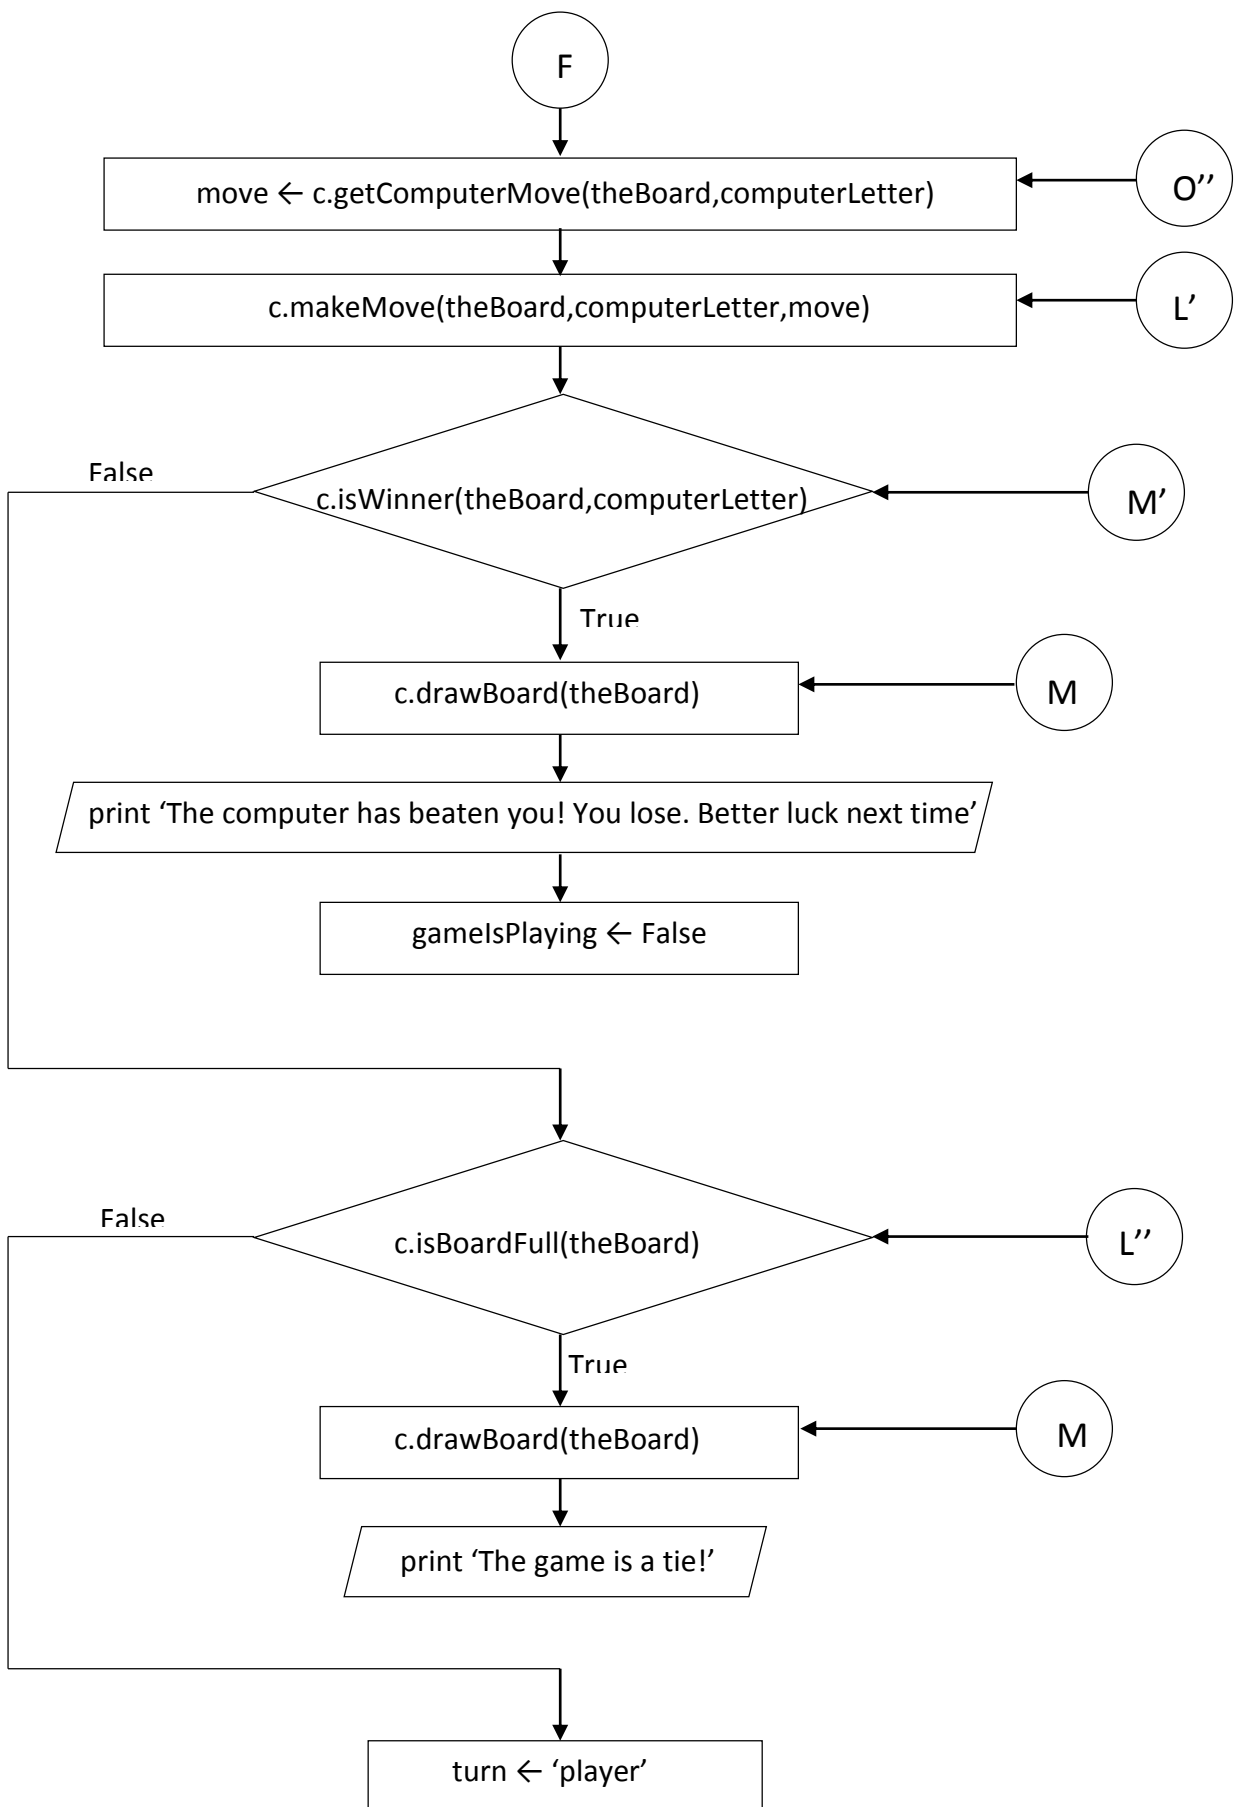 F
move ← c.getComputerMove(theBoard,computerLetter)
O’’
c.makeMove(theBoard,computerLetter,move)
L’
False
c.isWinner(theBoard,computerLetter)
M’
True
c.drawBoard(theBoard)
M
print ‘The computer has beaten you! You lose. Better luck next time’
gameIsPlaying ← False
False
c.isBoardFull(theBoard)
L’’
True
c.drawBoard(theBoard)
M
print ‘The game is a tie!’
turn ← ‘player’